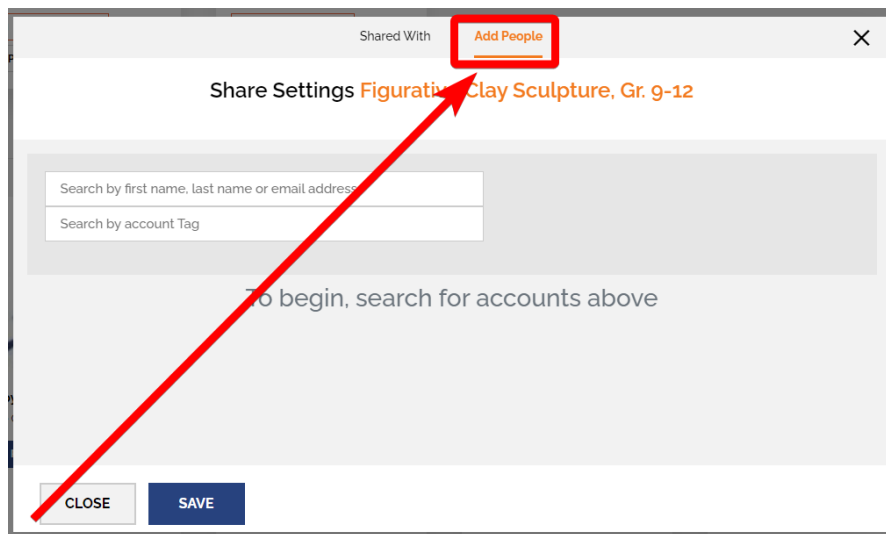 Shared With Add People
Share Settings Figurative Clay Sculpture, Gr. 9-12
Search by first name, last name or email address
Search by account Tag
To begin, search for accounts above
CLOSE SAVE